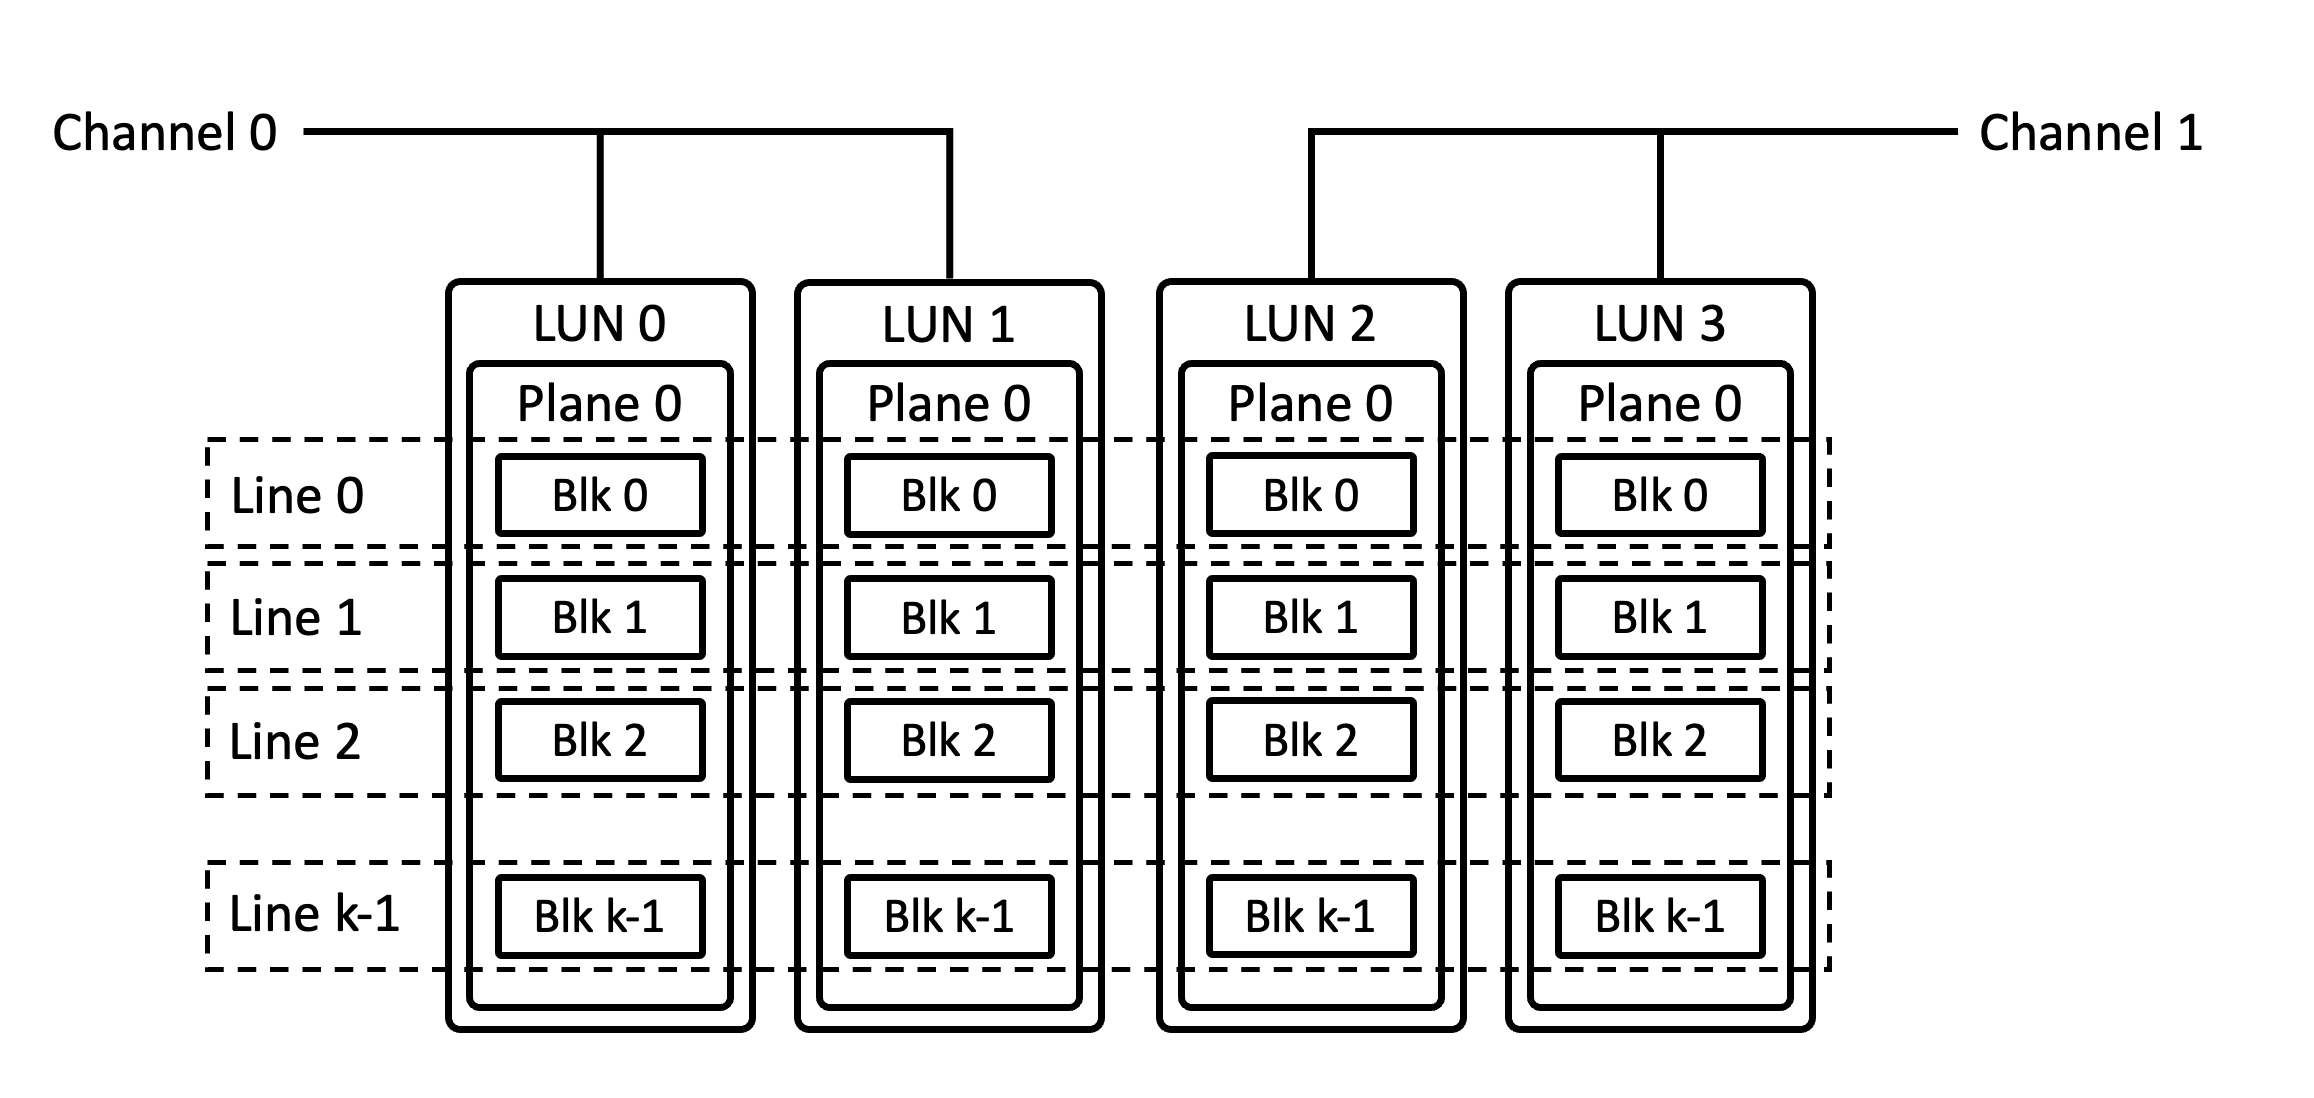 Channel 0
Channel 1
LUN 0
LUN 1
LUN 2
LUN 3
Plane 0
Plane 0
Plane 0
Plane 0
Line 0
Blk 0
Blk 0
Blk 0
Blk 0
Line 1
Blk 1
Blk 1
Blk 1
Blk 1
Line 2
Blk 2
Blk 2
Blk 2
Blk 2
Line k-1
Blk k-1
Blk k-1
Blk k-1
Blk k-1